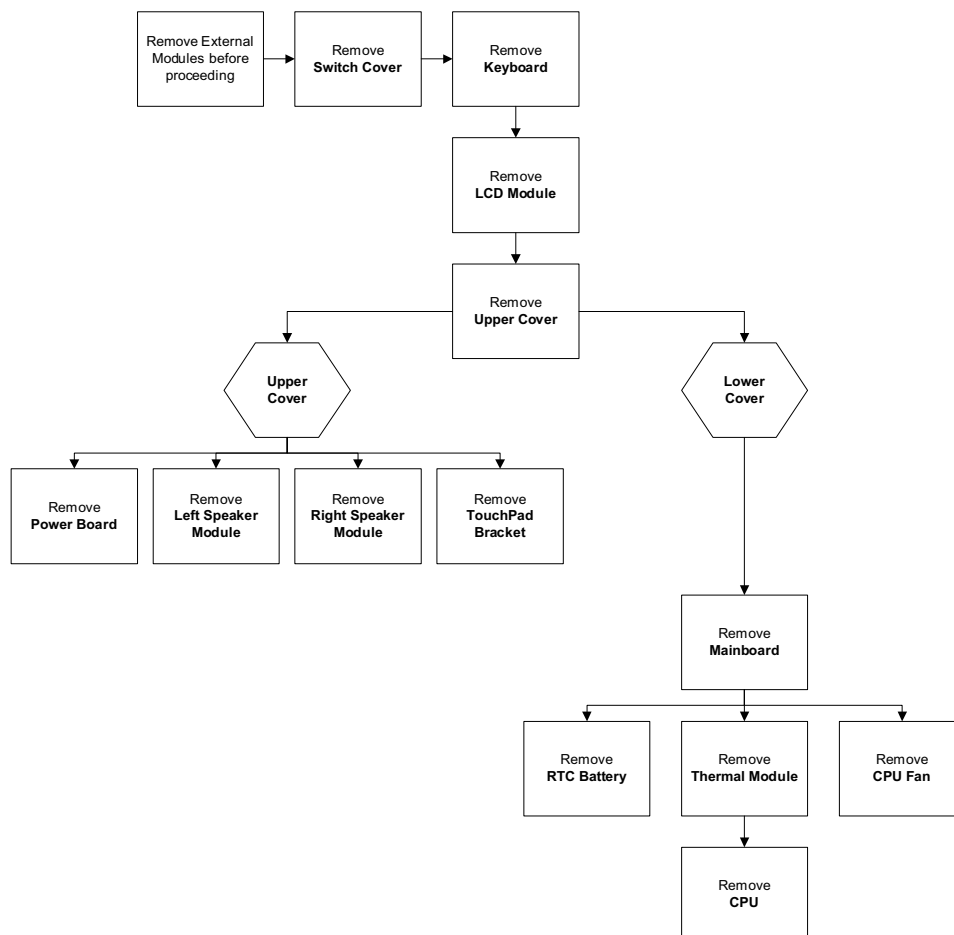 Remove External
Modules before
proceeding
Remove
Switch Cover
Remove
Keyboard
Remove
LCD Module
Remove
Upper Cover
Upper
Cover
Lower
Cover
Remove
Power Board
Remove
Left Speaker
Module
Remove
Right Speaker
Module
Remove
TouchPad
Bracket
Remove
Mainboard
Remove
RTC Battery
Remove
Thermal Module
Remove
CPU Fan
Remove
CPU